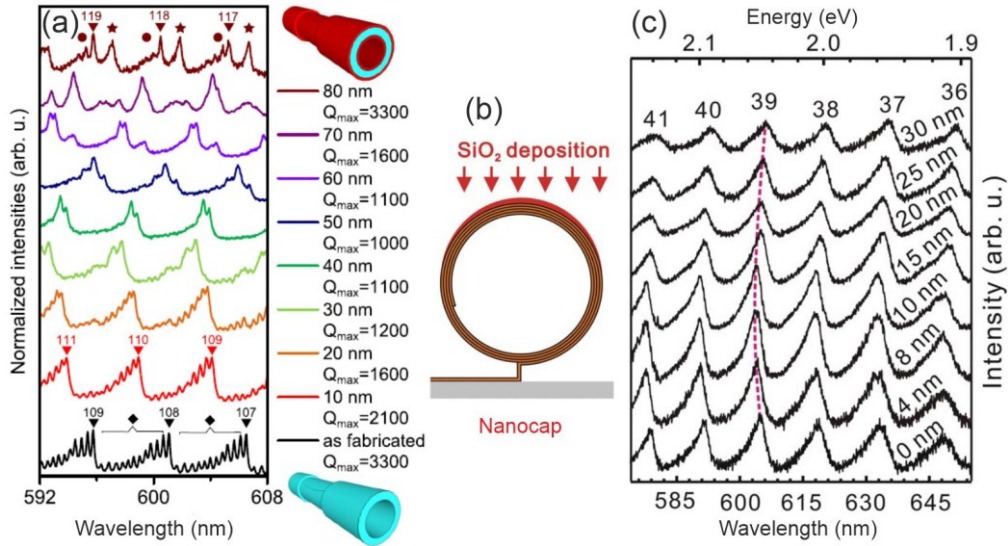 (a)
119
118
117
Normalized intensities (arb. u.)
111
110
109
109
108
107
592
600
608
Wavelength (nm)
80 nm
Qmax=3300
70 nm
Qmax=1600
60 nm
Qmax=1100
50 nm
Qmax=1000
40 nm
Qmax=1100
30 nm
Qmax=1200
20 nm
Qmax=1600
10 nm
Qmax=2100
as fabricated
Qmax=3300
(b)
SiO₂ deposition
Nanocap
(c)
Energy (eV)
2.1
2.0
1.9
41
40
39
38
37
36
30 nm
25 nm
20 nm
15 nm
10 nm
8 nm
4 nm
0 nm
Intensity (arb. u.)
585
600
615
630
645
Wavelength (nm)